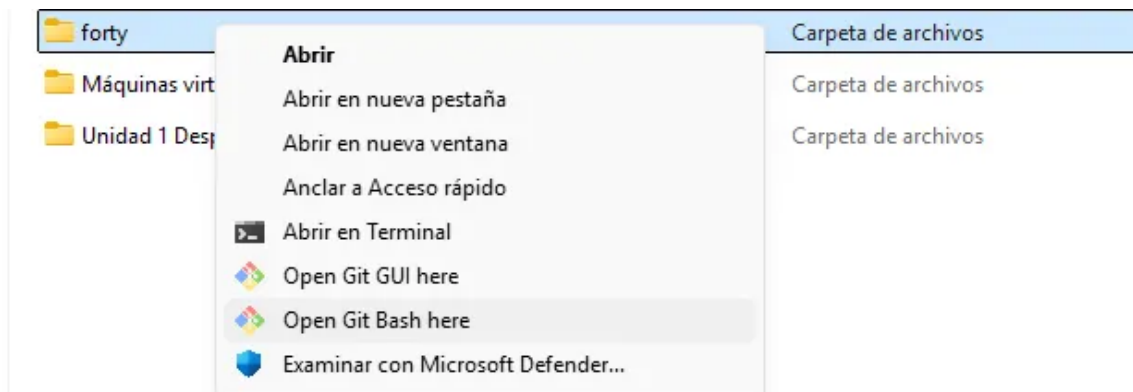 forty
Carpeta de archivos
Máquinas virt
Carpeta de archivos
Unidad 1 Desp
Carpeta de archivos
Abrir
Abrir en nueva pestaña
Abrir en nueva ventana
Anclar a Acceso rápido
Abrir en Terminal
Open Git GUI here
Open Git Bash here
Examinar con Microsoft Defender...